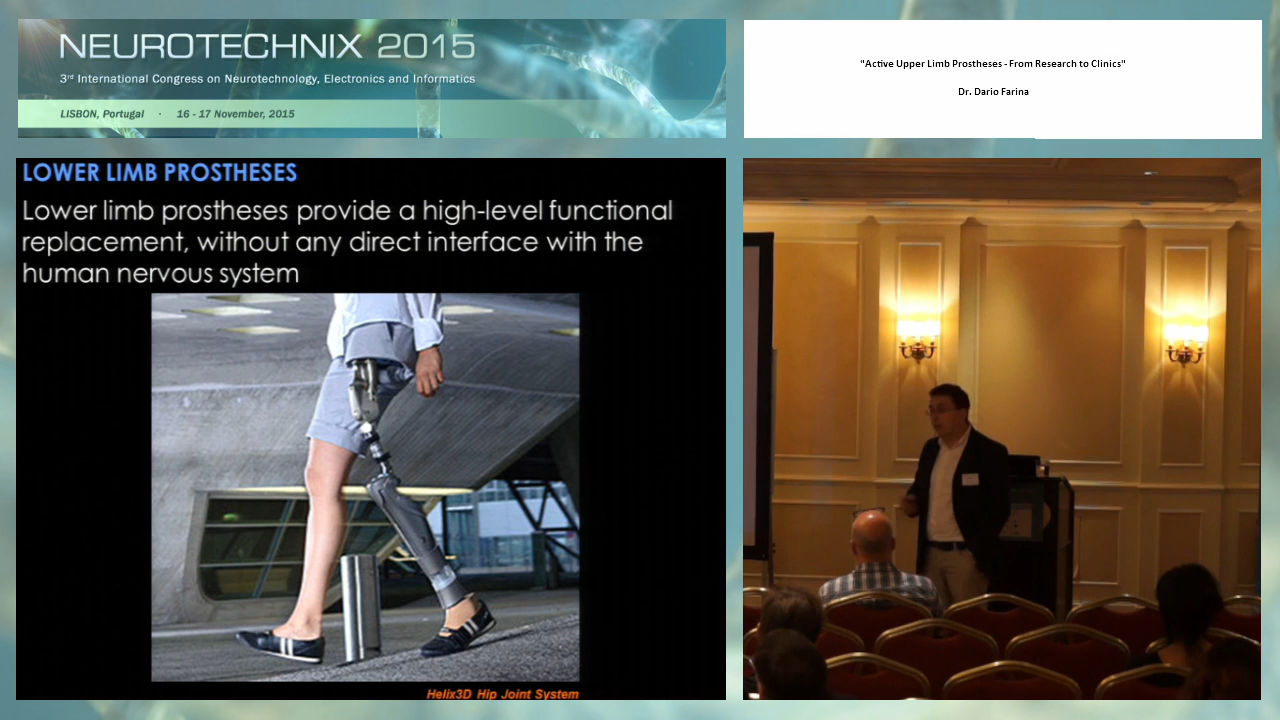 NEUROTECHNIX 2015
3rd International Congress on Neurotechnology, Electronics and Informatics
LISBON, Portugal · 16 - 17 November, 2015
"Active Upper Limb Prostheses - From Research to Clinics"
Dr. Dario Farina
LOWER LIMB PROSTHESES
Lower limb prostheses provide a high-level functional
replacement, without any direct interface with the
human nervous system
Helix3D Hip Joint System